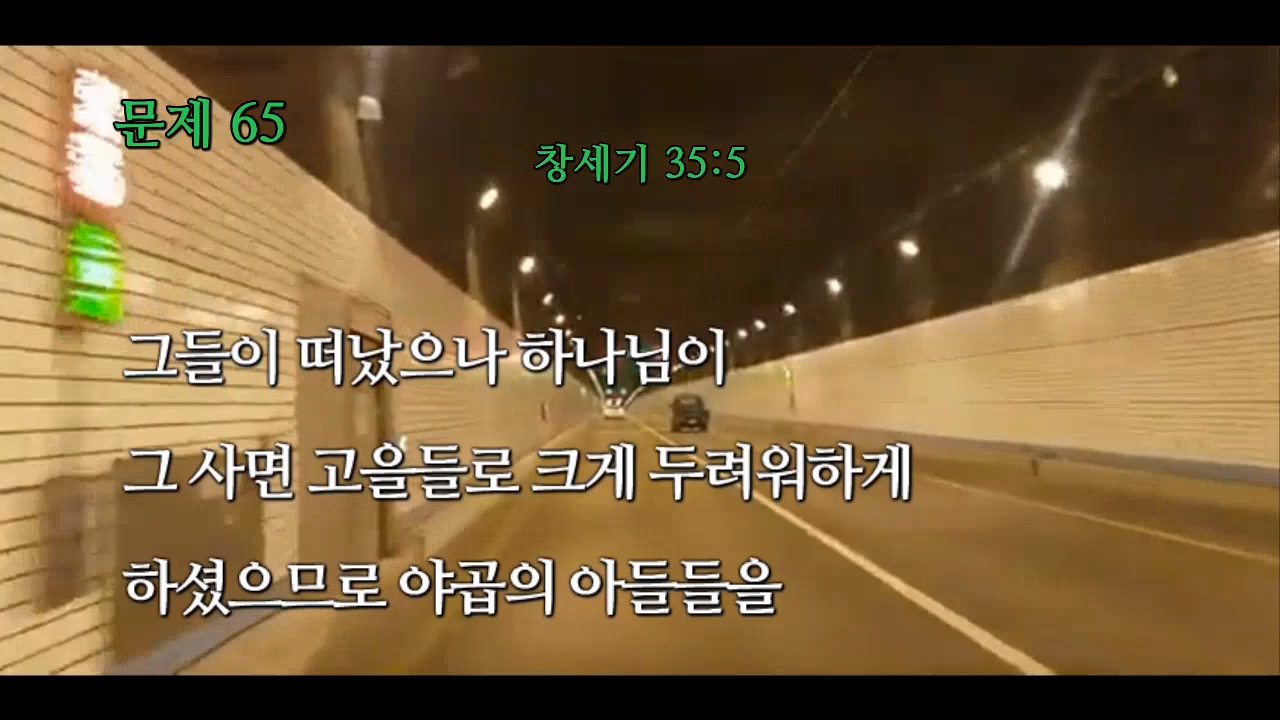 문제 65
창세기 35:5
그들이 떠났으나 하나님이
그 사면 고을들로 크게 두려워하게
하셨으므로 야곱의 아들들을